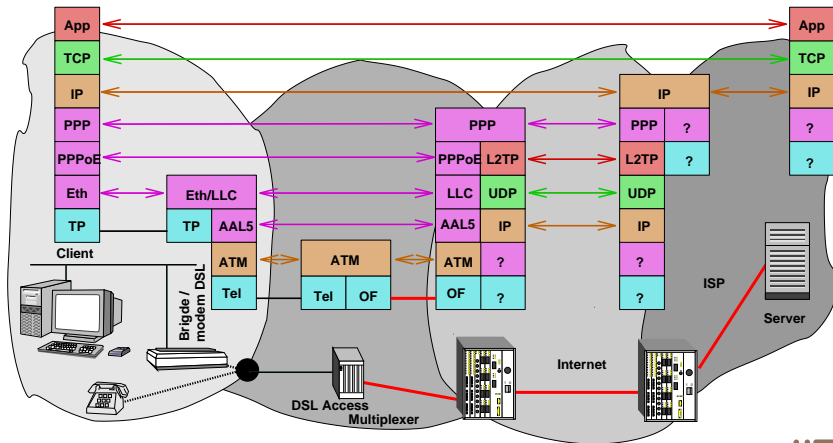 App
App
TCP
TCP
IP
IP
IP
PPP
PPP
PPP
?
?
PPPoE
PPPoE
L2TP
L2TP
?
?
Eth
Eth/LLC
LLC
UDP
UDP
TP
TP
AAL5
AAL5
IP
IP
Client
ATM
ATM
ATM
?
?
Tel
Tel
OF
OF
?
?
Brigde /
modem DSL
ISP
Server
Internet
DSL Access
Multiplexer